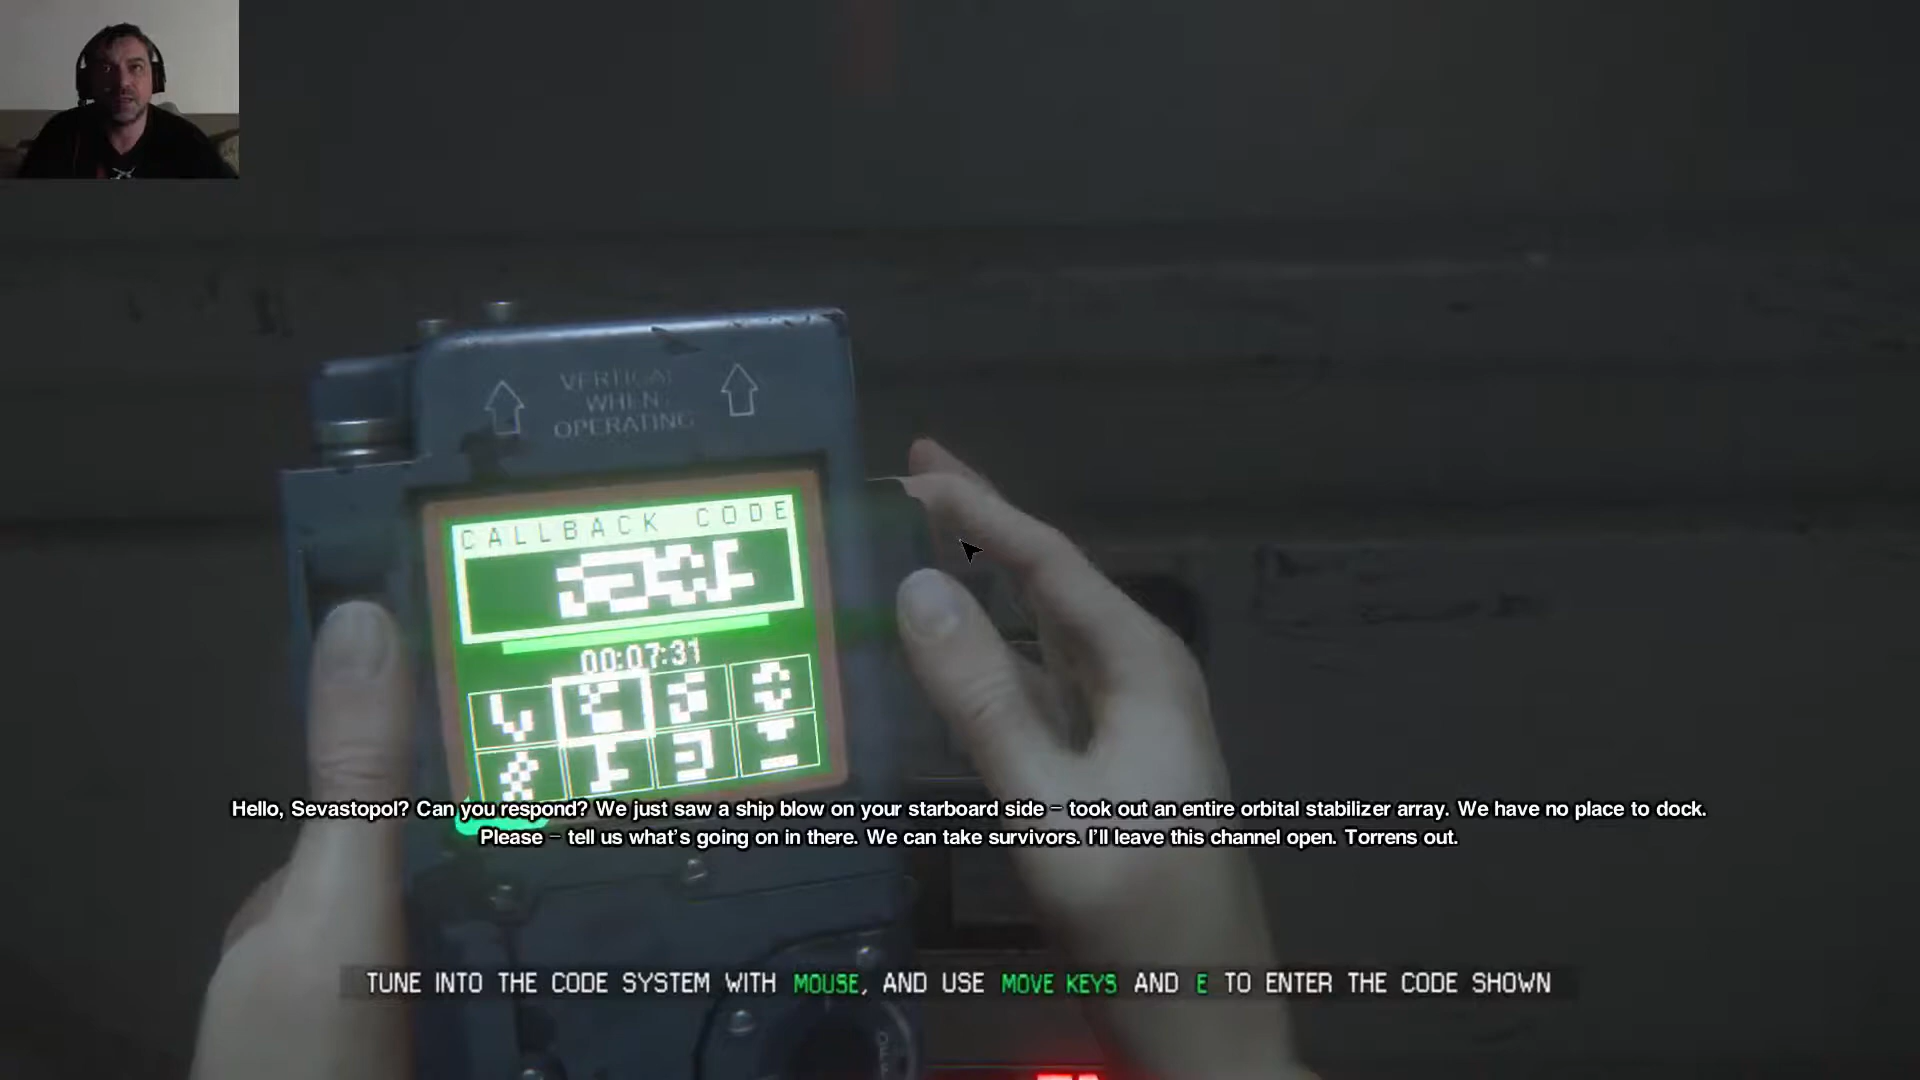 VERTICAL
WHEN
OPERATING
CALLBACK CODE
00:07:31
Hello, Sevastopol? Can you respond? We just saw a ship blow on your starboard side – took out an entire orbital stabilizer array. We have no place to dock.
Please – tell us what's going on in there. We can take survivors. I'll leave this channel open. Torrens out.
TUNE INTO THE CODE SYSTEM WITH MOUSE, AND USE MOVE KEYS AND E TO ENTER THE CODE SHOWN